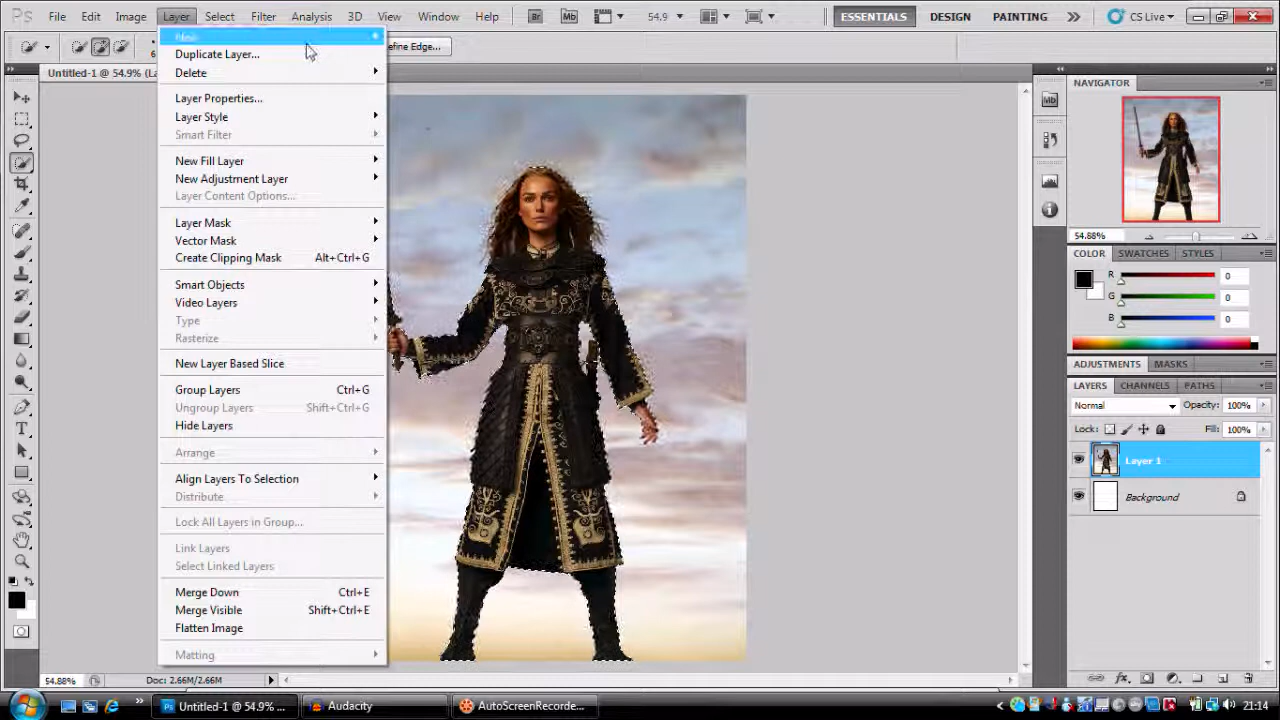 Ps File Edit Image Layer Select Filter Analysis 3D View Window Help Br Mb 54.9 ESSENTIALS DESIGN PAINTING CS Live
efine Edge...
Untitled-1 @ 54.9% (La
New
Duplicate Layer...
Delete
Layer Properties...
Layer Style
Smart Filter
New Fill Layer
New Adjustment Layer
Layer Content Options...
Layer Mask
Vector Mask
Create Clipping Mask Alt+Ctrl+G
Smart Objects
Video Layers
Type
Rasterize
New Layer Based Slice
Group Layers Ctrl+G
Ungroup Layers Shift+Ctrl+G
Hide Layers
Arrange
Align Layers To Selection
Distribute
Lock All Layers in Group...
Link Layers
Select Linked Layers
Merge Down Ctrl+E
Merge Visible Shift+Ctrl+E
Flatten Image
Matting
Mb
NAVIGATOR
54.88%
COLOR SWATCHES STYLES
R 0
G 0
B 0
ADJUSTMENTS MASKS
LAYERS CHANNELS PATHS
Normal Opacity: 100%
Lock: Fill: 100%
Layer 1
Background
fx
54.88% Doc: 2.66M/2.66M
Untitled-1 @ 54.9% ... Audacity AutoScreenRecorde... 21:14